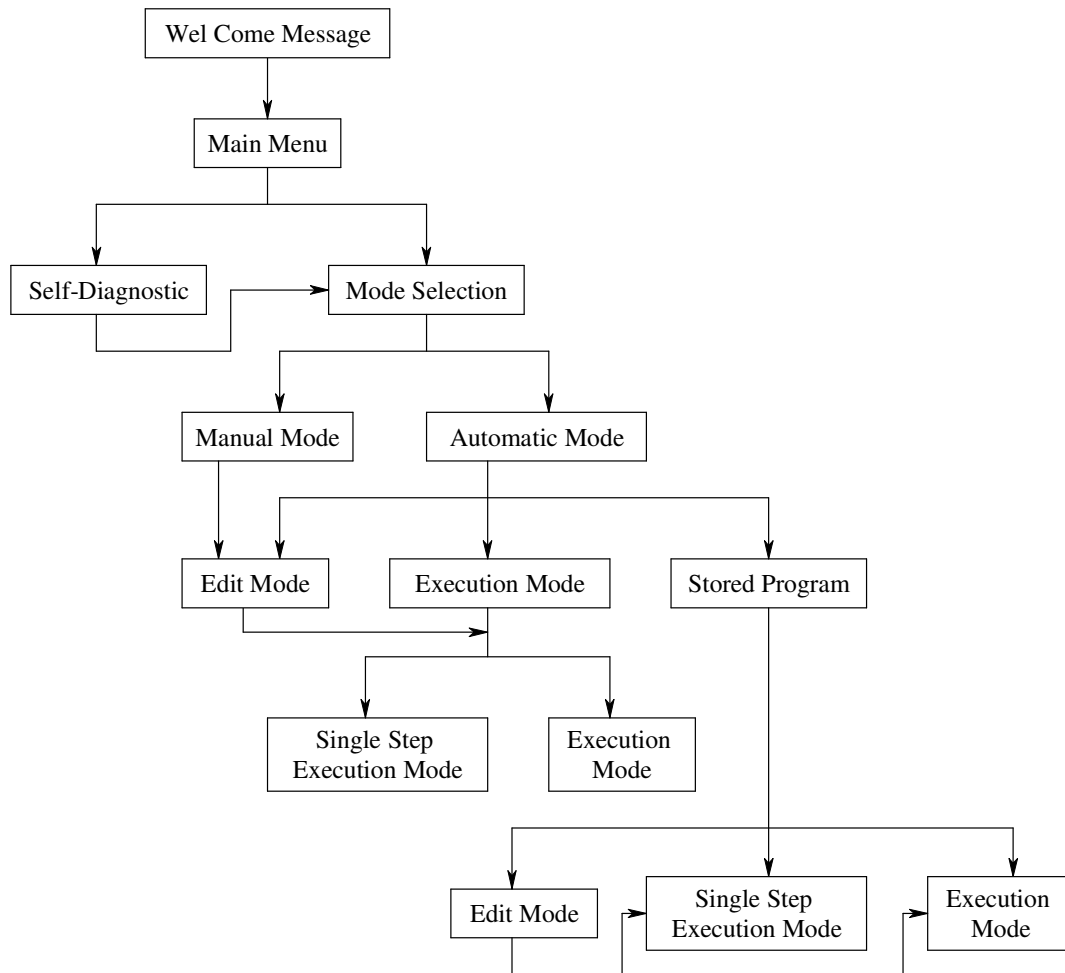 Wel Come Message
Main Menu
Self-Diagnostic
Mode Selection
Manual Mode
Automatic Mode
Edit Mode
Execution Mode
Stored Program
Single Step
Execution Mode
Execution
Mode
Edit Mode
Single Step
Execution Mode
Execution
Mode